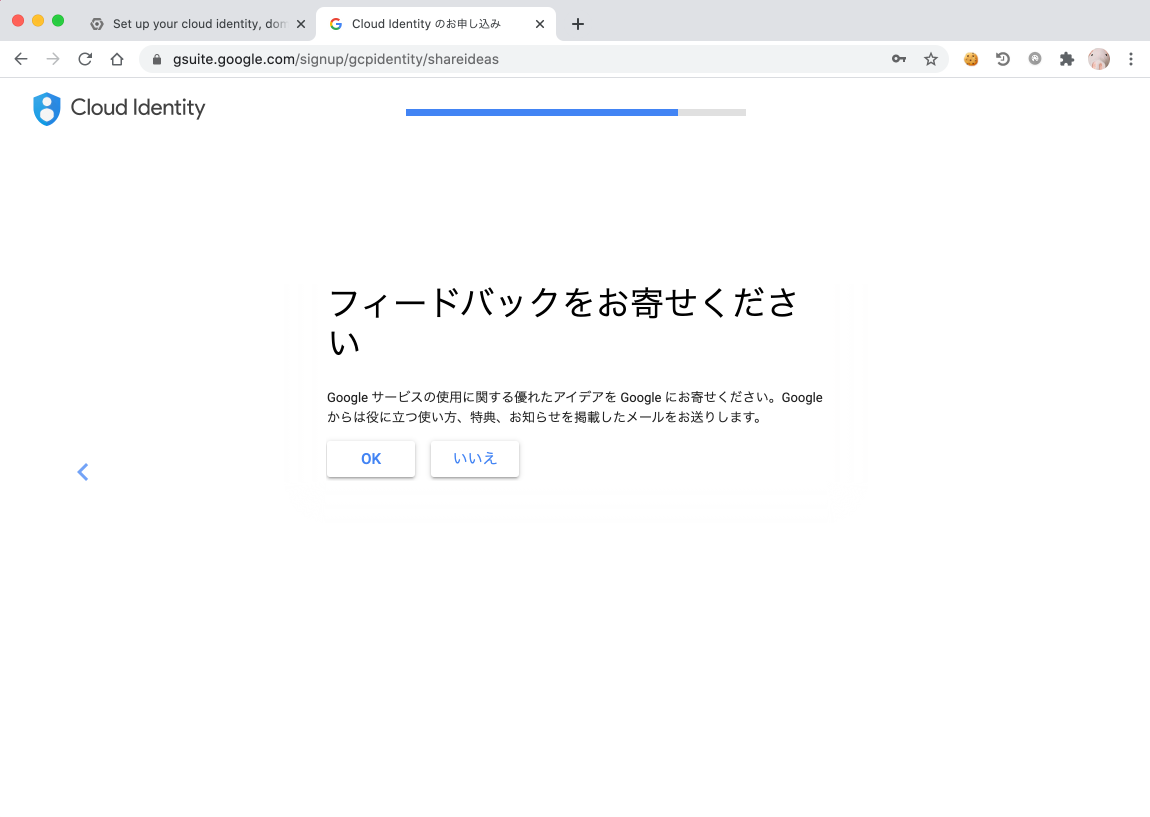 Set up your cloud identity, dom
Cloud Identity のお申し込み
gsuite.google.com/signup/gcpidentity/shareideas
Cloud Identity
フィードバックをお寄せくださ
い
Google サービスの使用に関する優れたアイデアを Google にお寄せください。Google
からは役に立つ使い方、特典、お知らせを掲載したメールをお送りします。
OK
いいえ